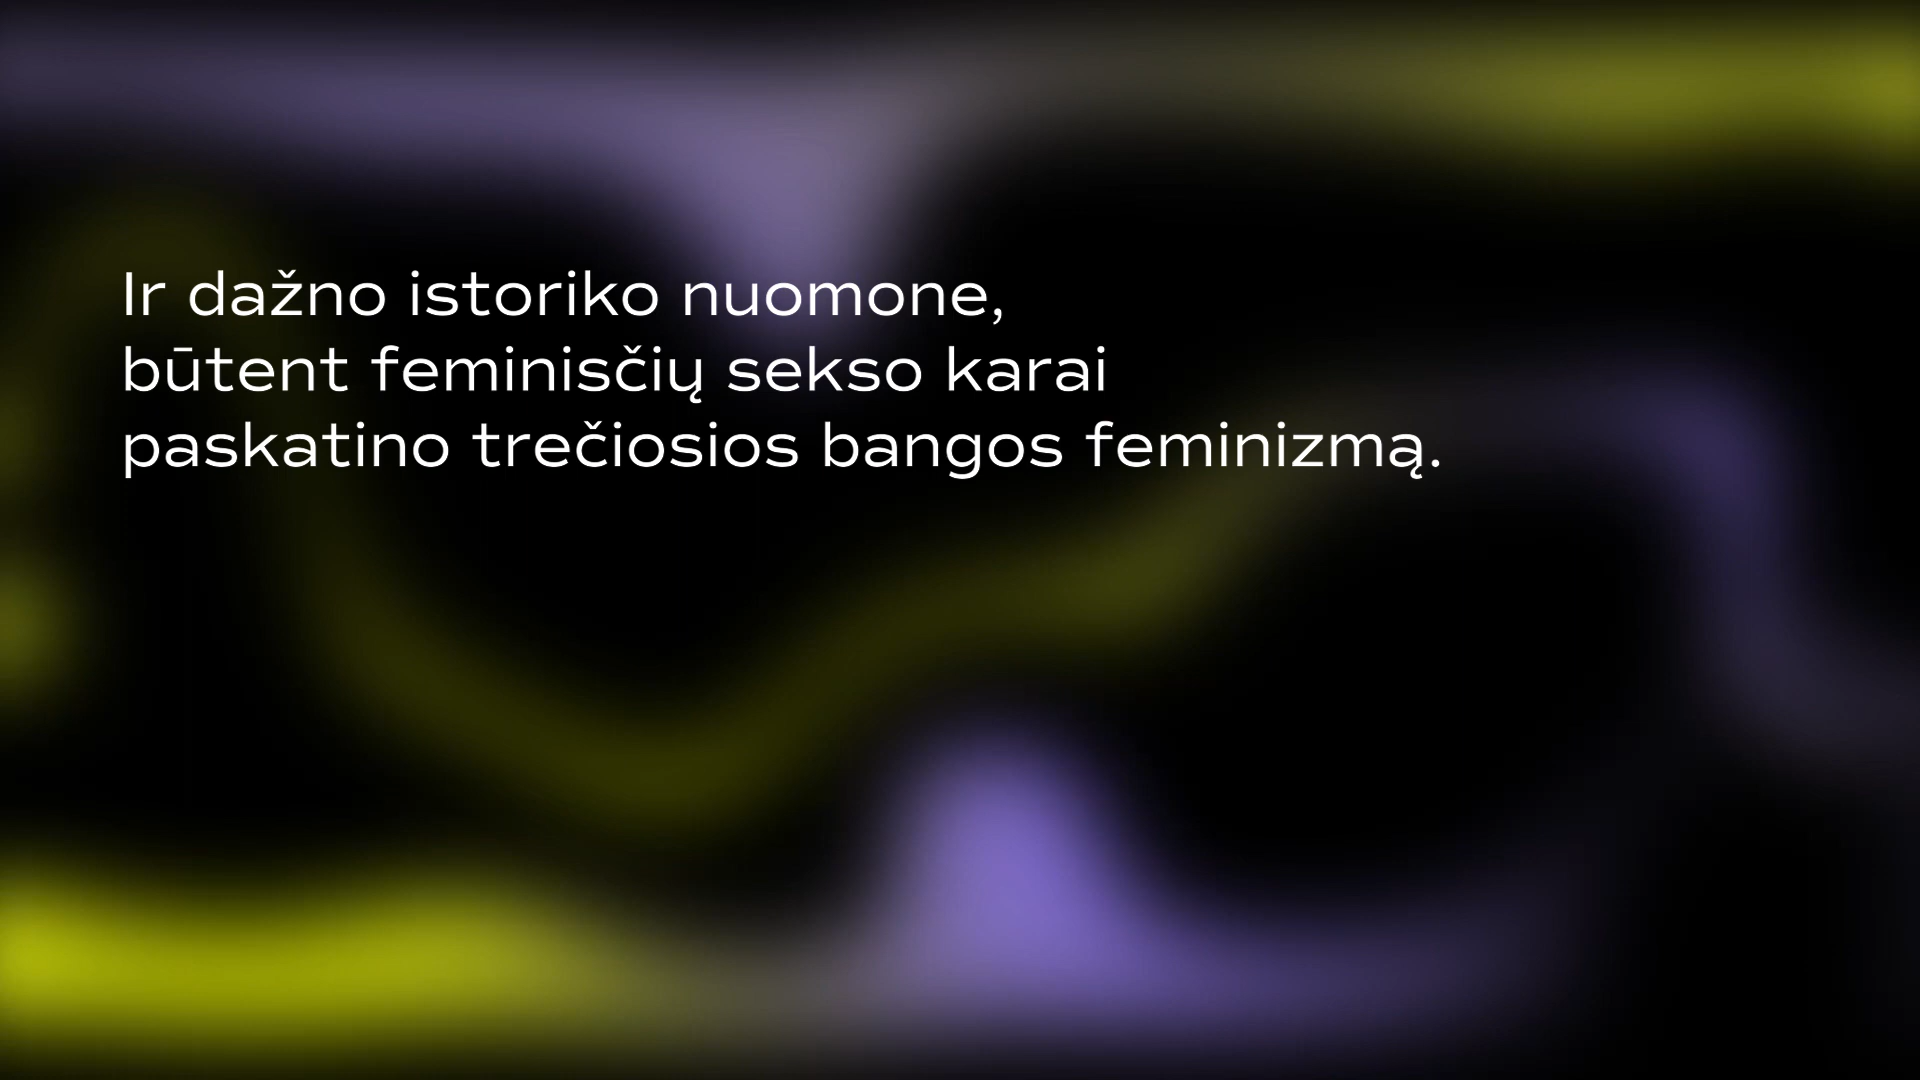 Ir dažno istoriko nuomone,
būtent feminisčių sekso karai
paskatino trečiosios bangos feminizmą.